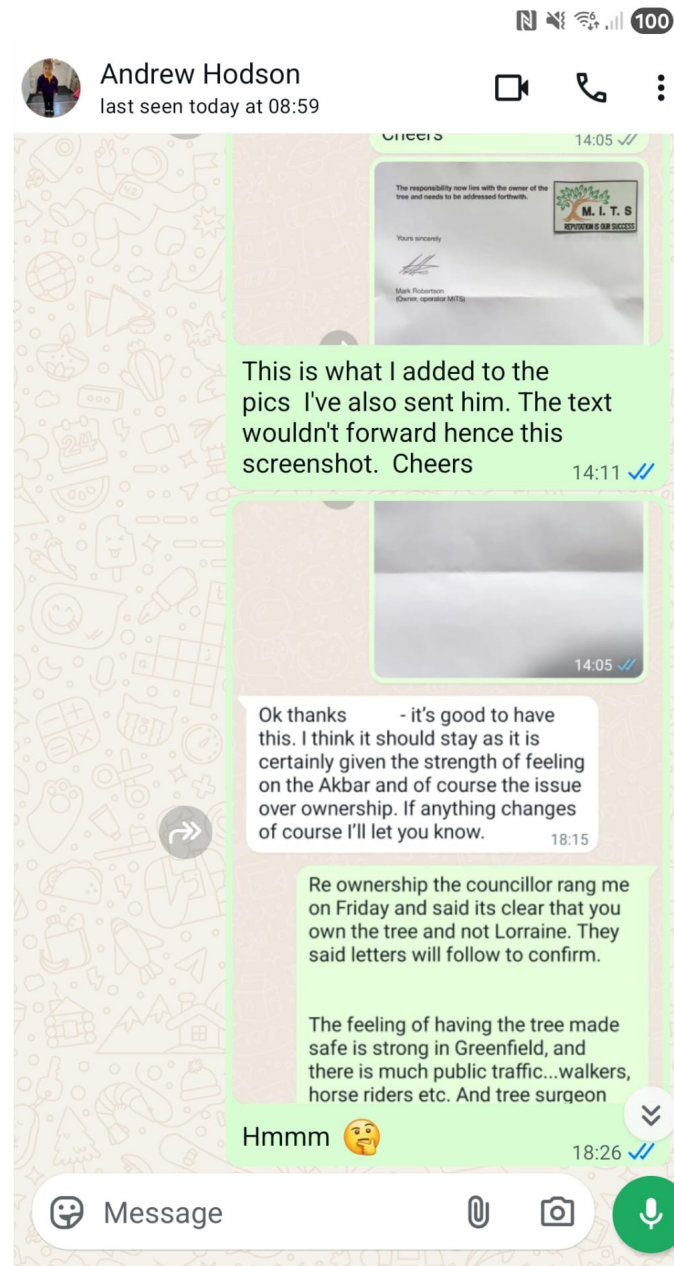 100
Andrew Hodson
last seen today at 08:59
Cheers
14:05
The responsibility now lies with the owner of the
tree and needs to be addressed forthwith.
M. I. T. S
REPUTATION IS OUR SUCCESS
Yours sincerely
Mark Robertson
(Owner, operator MITS)
This is what I added to the
pics  I've also sent him. The text
wouldn't forward hence this
screenshot.  Cheers
14:11
14:05
Ok thanks - it’s good to have
this. I think it should stay as it is
certainly given the strength of feeling
on the Akbar and of course the issue
over ownership. If anything changes
of course I’ll let you know.
18:15
Re ownership the councillor rang me
on Friday and said its clear that you
own the tree and not Lorraine. They
said letters will follow to confirm.
The feeling of having the tree made
safe is strong in Greenfield, and
there is much public traffic...walkers,
horse riders etc. And tree surgeon
Hmmm 🤔
18:26
Message